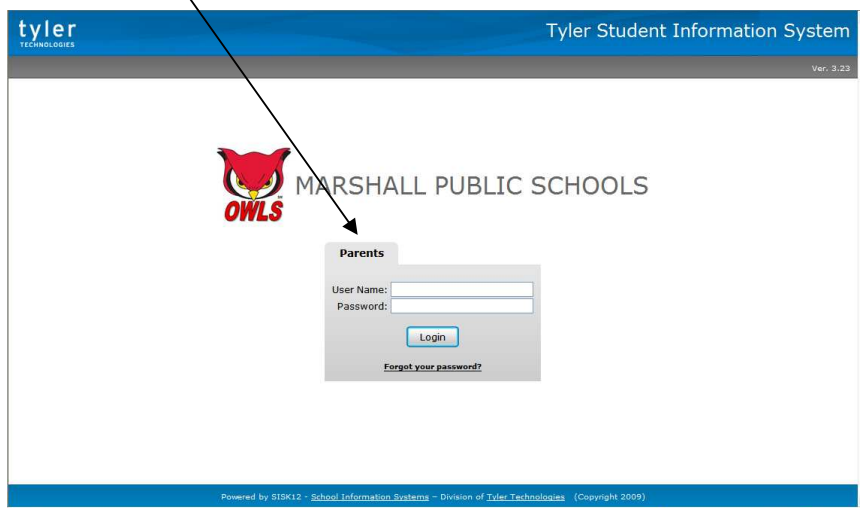 tyler
TECHNOLOGIES
Tyler Student Information System
Ver. 3.23
OWLS
MARSHALL PUBLIC SCHOOLS
Parents
User Name:
Password:
Login
Forgot your password?
Powered by SISK12 - School Information Systems – Division of Tyler Technologies (Copyright 2009)